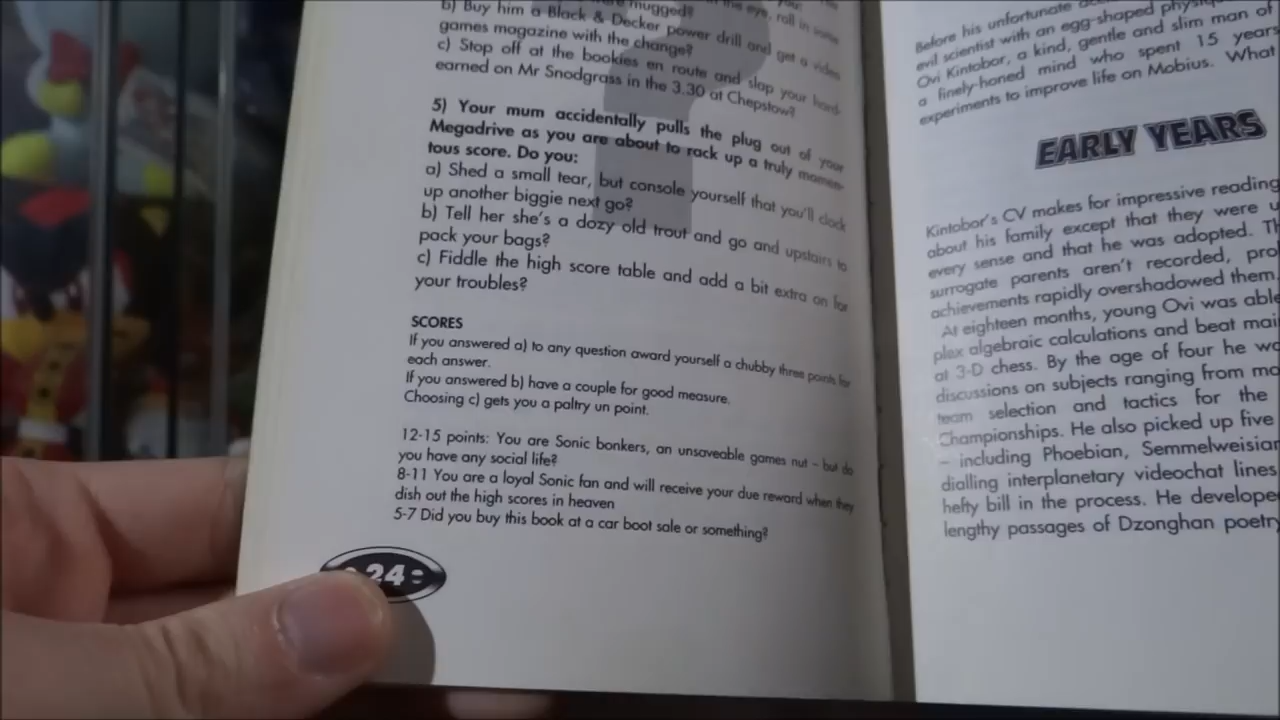 mugged?
b) Buy him a Black & Decker power drill and get a video
games magazine with the change?
c) Stop off at the bookies en route and slap your hard-
earned on Mr Snodgrass in the 3.30 at Chepstow?
5) Your mum accidentally pulls the plug out of your
Megadrive as you are about to rack up a truly momen-
tous score. Do you:
a) Shed a small tear, but console yourself that you'll clock
up another biggie next go?
b) Tell her she's a dozy old trout and go and upstairs to
pack your bags?
c) Fiddle the high score table and add a bit extra on for
your troubles?
SCORES
If you answered a) to any question award yourself a chubby three points for
each answer.
If you answered b) have a couple for good measure.
Choosing c) gets you a paltry un point.
12-15 points: You are Sonic bonkers, an unsaveable games nut – but do
you have any social life?
8-11 You are a loyal Sonic fan and will receive your due reward when they
dish out the high scores in heaven
5-7 Did you buy this book at a car boot sale or something?
24
Before his unfortunate
evil scientist with an egg-shaped
Ovi Kintobor, a kind, gentle and slim man of
a finely-honed mind who spent 15 years
experiments to improve life on Mobius. What
EARLY YEARS
Kintobor's CV makes for impressive reading
about his family except that they were
every sense and that he was adopted.
surrogate parents aren't recorded,
achievements rapidly overshadowed them
At eighteen months, young Ovi was able
plex algebraic calculations and beat
at 3-D chess. By the age of four he
discussions on subjects ranging from
team selection and tactics for the
Championships. He also picked up five
– including Phoebian, Semmelweisian
dialling interplanetary videochat lines
hefty bill in the process. He develope
lengthy passages of Dzonghan poetry